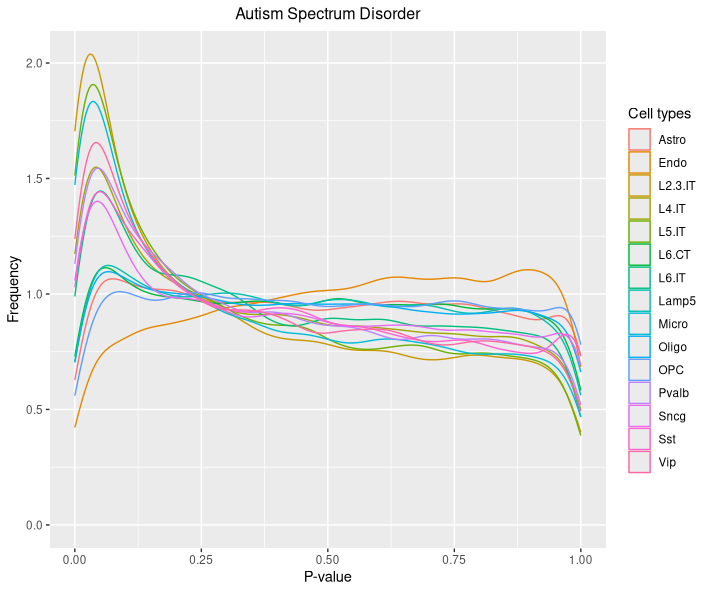 Autism Spectrum Disorder
Frequency
2.0
1.5
1.0
0.5
0.0
0.00
0.25
0.50
0.75
1.00
P-value
Cell types
Astro
Endo
L2.3.IT
L4.IT
L5.IT
L6.CT
L6.IT
Lamp5
Micro
Oligo
OPC
Pvalb
Sncg
Sst
Vip